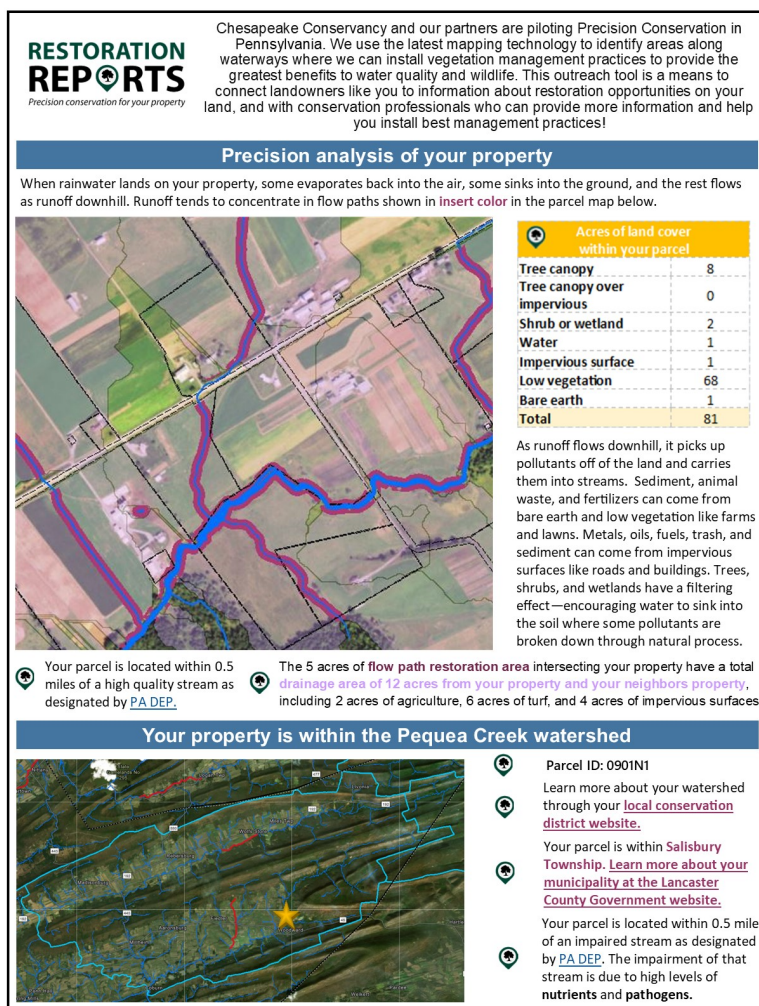 RESTORATION
REPORTS
Precision conservation for your property
Chesapeake Conservancy and our partners are piloting Precision Conservation in
Pennsylvania. We use the latest mapping technology to identify areas along
waterways where we can install vegetation management practices to provide the
greatest benefits to water quality and wildlife. This outreach tool is a means to
connect landowners like you to information about restoration opportunities on your
land, and with conservation professionals who can provide more information and help
you install best management practices!
Precision analysis of your property
When rainwater lands on your property, some evaporates back into the air, some sinks into the ground, and the rest flows
as runoff downhill. Runoff tends to concentrate in flow paths shown in insert color in the parcel map below.
Acres of land cover
within your parcel
Tree canopy 8
Tree canopy over
impervious 0
Shrub or wetland 2
Water 1
Impervious surface 1
Low vegetation 68
Bare earth 1
Total 81
As runoff flows downhill, it picks up
pollutants off of the land and carries
them into streams. Sediment, animal
waste, and fertilizers can come from
bare earth and low vegetation like farms
and lawns. Metals, oils, fuels, trash, and
sediment can come from impervious
surfaces like roads and buildings. Trees,
shrubs, and wetlands have a filtering
effect—encouraging water to sink into
the soil where some pollutants are
broken down through natural process.
Your parcel is located within 0.5
miles of a high quality stream as
designated by PA DEP.
The 5 acres of flow path restoration area intersecting your property have a total
drainage area of 12 acres from your property and your neighbors property,
including 2 acres of agriculture, 6 acres of turf, and 4 acres of impervious surfaces
Your property is within the Pequea Creek watershed
Parcel ID: 0901N1
Learn more about your watershed
through your local conservation
district website.
Your parcel is within Salisbury
Township. Learn more about your
municipality at the Lancaster
County Government website.
Your parcel is located within 0.5 mile
of an impaired stream as designated
by PA DEP. The impairment of that
stream is due to high levels of
nutrients and pathogens.